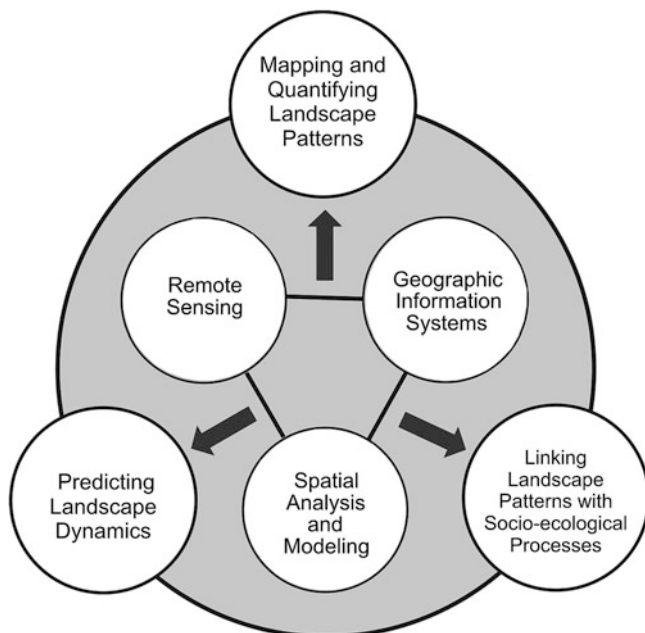 Mapping and
Quantifying
Landscape
Patterns
Remote
Sensing
Geographic
Information
Systems
Predicting
Landscape
Dynamics
Spatial
Analysis
and
Modeling
Linking
Landscape
Patterns with
Socio-ecological
Processes